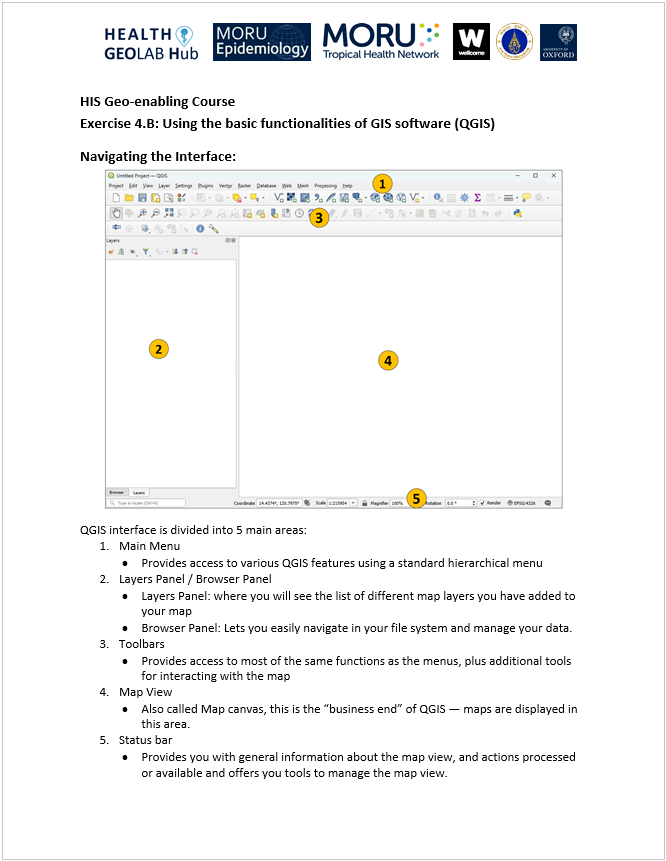 HEALTH
GEOLAB HUB
MORU
Epidemiology
MORU
Tropical Health Network
W
wellcome
UNIVERSITY OF
OXFORD
HIS Geo-enabling Course
Exercise 4.B: Using the basic functionalities of GIS software (QGIS)
Navigating the Interface:
Untitled Project — QGIS
Project Edit View Layer Settings Plugins Vector Raster Database Web Mesh Processing Help
1
3
Layers
2
4
Browser Layers
5
Type to locate (Ctrl+K) Coordinate 14.4374°, 120.7975° Scale 1:215954 Magnifier 100% Rotation 0.0 ° Render EPSG:4326
QGIS interface is divided into 5 main areas:
1. Main Menu
● Provides access to various QGIS features using a standard hierarchical menu
2. Layers Panel / Browser Panel
● Layers Panel: where you will see the list of different map layers you have added to
your map
● Browser Panel: Lets you easily navigate in your file system and manage your data.
3. Toolbars
● Provides access to most of the same functions as the menus, plus additional tools
for interacting with the map
4. Map View
● Also called Map canvas, this is the “business end” of QGIS — maps are displayed in
this area.
5. Status bar
● Provides you with general information about the map view, and actions processed
or available and offers you tools to manage the map view.